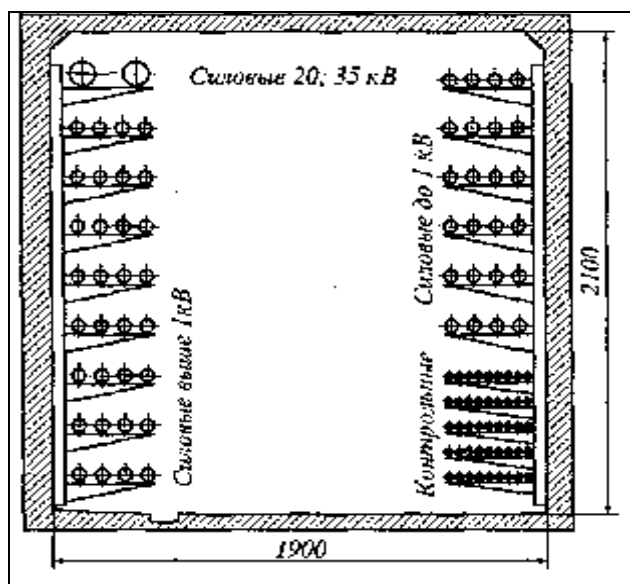 Силовые 20; 35 кВ
Силовые выше 1кВ
Силовые до 1 кВ
Контрольные
2100
1900